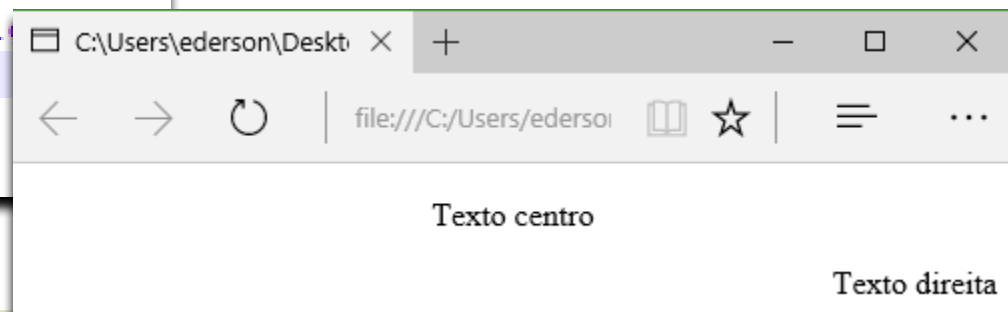 C:\Users\ederson\Deskt
file:///C:/Users/ederso
Texto centro
Texto direita